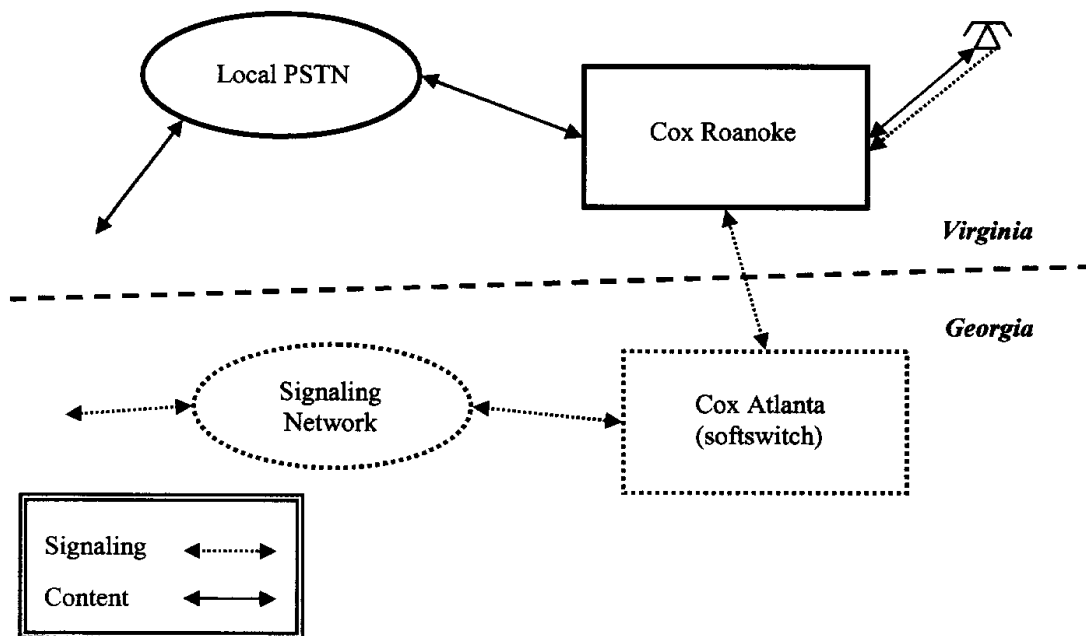 Local PSTN
Cox Roanoke
Virginia
Georgia
Signaling
Network
Cox Atlanta
(softswitch)
Signaling
Content